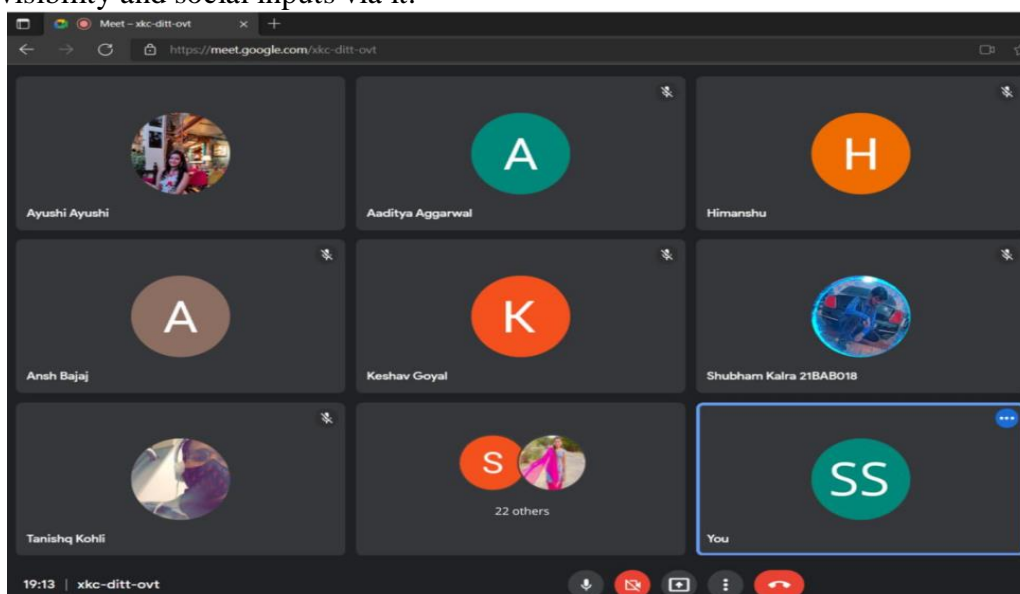 visibility and social inputs via it.
Meet – xkc-ditt-ovt
https://meet.google.com/xkc-ditt-ovt
Ayushi Ayushi
A
Aaditya Aggarwal
H
Himanshu
A
Ansh Bajaj
K
Keshav Goyal
Shubham Kalra 21BAB018
Tanishq Kohli
S
22 others
SS
You
19:13 | xkc-ditt-ovt